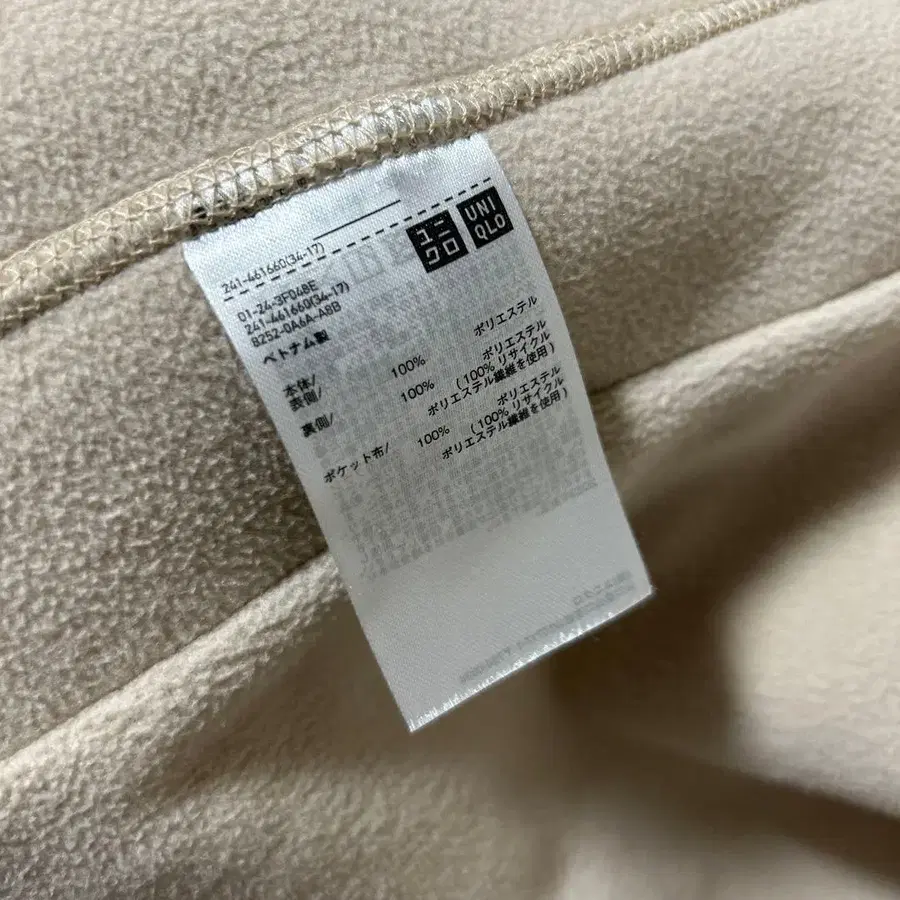 ユニクロ
UNIQLO
241-461660(34-17)
01-24-3F048E
241-461660(34-17)
8252-0A6A-A8B
ベトナム製
本体/
表側/ 100% ポリエステル
裏側/ 100% ポリエステル
(100% リサイクル
ポリエステル繊維を使用)
ポケット布/ 100% ポリエステル
(100% リサイクル
ポリエステル繊維を使用)